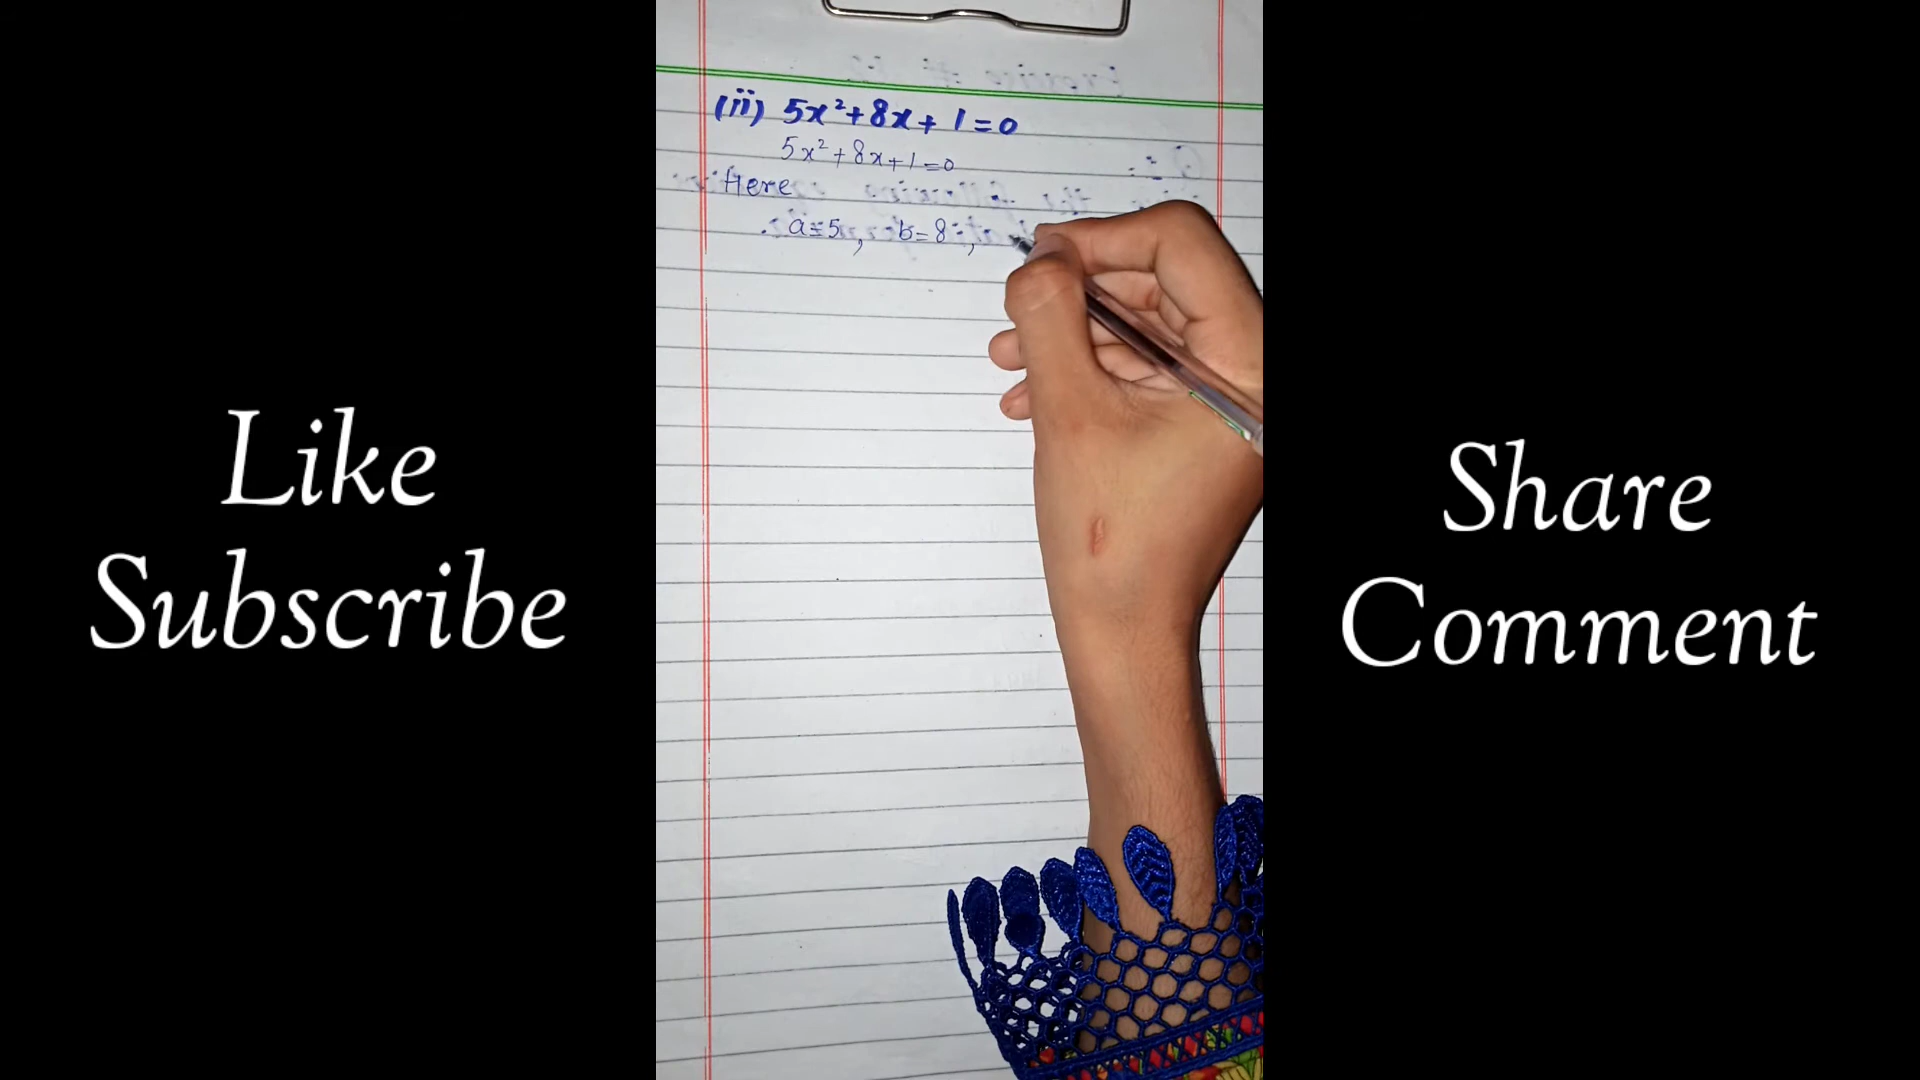 Like
Subscribe
(ii) 5x²+8x+1=0
5x²+8x+1=0
Here
a=5, b=8,
Share
Comment